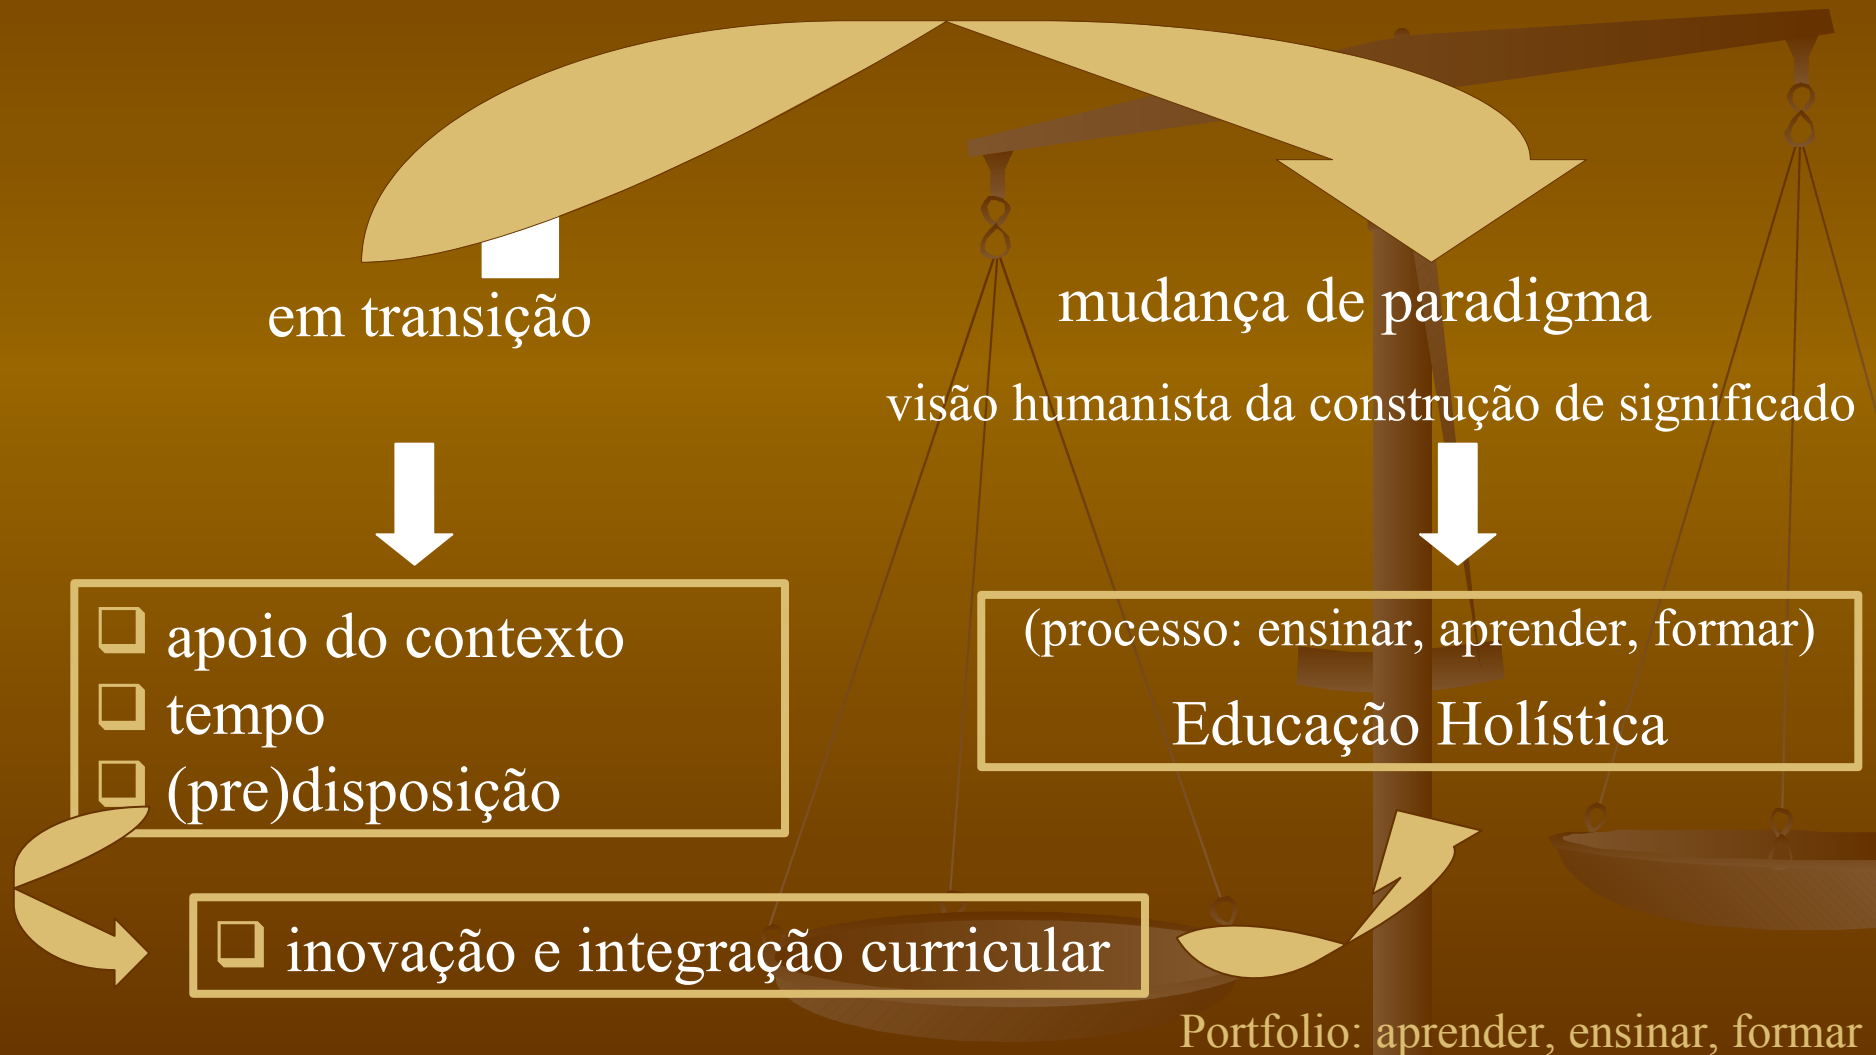 em transição
mudança de paradigma
visão humanista da construção de significado
apoio do contexto
tempo
(pre)disposição
(processo: ensinar, aprender, formar)
Educação Holística
inovação e integração curricular
Portfolio: aprender, ensinar, formar